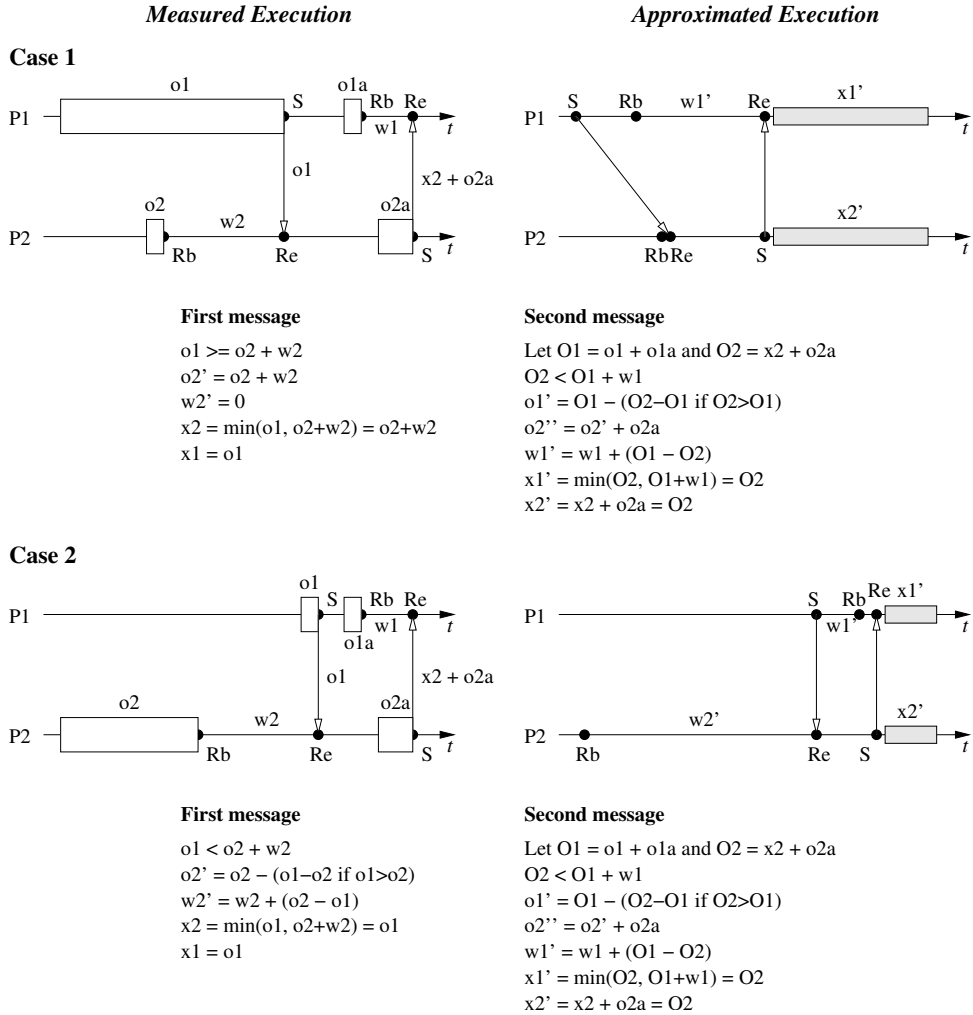 Measured Execution
Approximated Execution
Case 1
o1
o1a
S
Rb
Re
P1
w1
t
o1
x2 + o2a
o2
w2
o2a
P2
Rb
Re
S
t
S
Rb
w1’
Re
x1’
P1
t
x2’
P2
Rb
Re
S
t
First message
o1 >= o2 + w2
o2’ = o2 + w2
w2’ = 0
x2 = min(o1, o2+w2) = o2+w2
x1 = o1
Second message
Let O1 = o1 + o1a and O2 = x2 + o2a
O2 < O1 + w1
o1’ = O1 − (O2−O1 if O2>O1)
o2’’ = o2’ + o2a
w1’ = w1 + (O1 − O2)
x1’ = min(O2, O1+w1) = O2
x2’ = x2 + o2a = O2
Case 2
o1
S
Rb
Re
P1
o1a
w1
t
o1
x2 + o2a
o2
w2
o2a
P2
Rb
Re
S
t
S
Rb
Re
x1’
P1
w1’
t
w2’
x2’
P2
Rb
Re
S
t
First message
o1 < o2 + w2
o2’ = o2 − (o1−o2 if o1>o2)
w2’ = w2 + (o2 − o1)
x2 = min(o1, o2+w2) = o1
x1 = o1
Second message
Let O1 = o1 + o1a and O2 = x2 + o2a
O2 < O1 + w1
o1’ = O1 − (O2−O1 if O2>O1)
o2’’ = o2’ + o2a
w1’ = w1 + (O1 − O2)
x1’ = min(O2, O1+w1) = O2
x2’ = x2 + o2a = O2